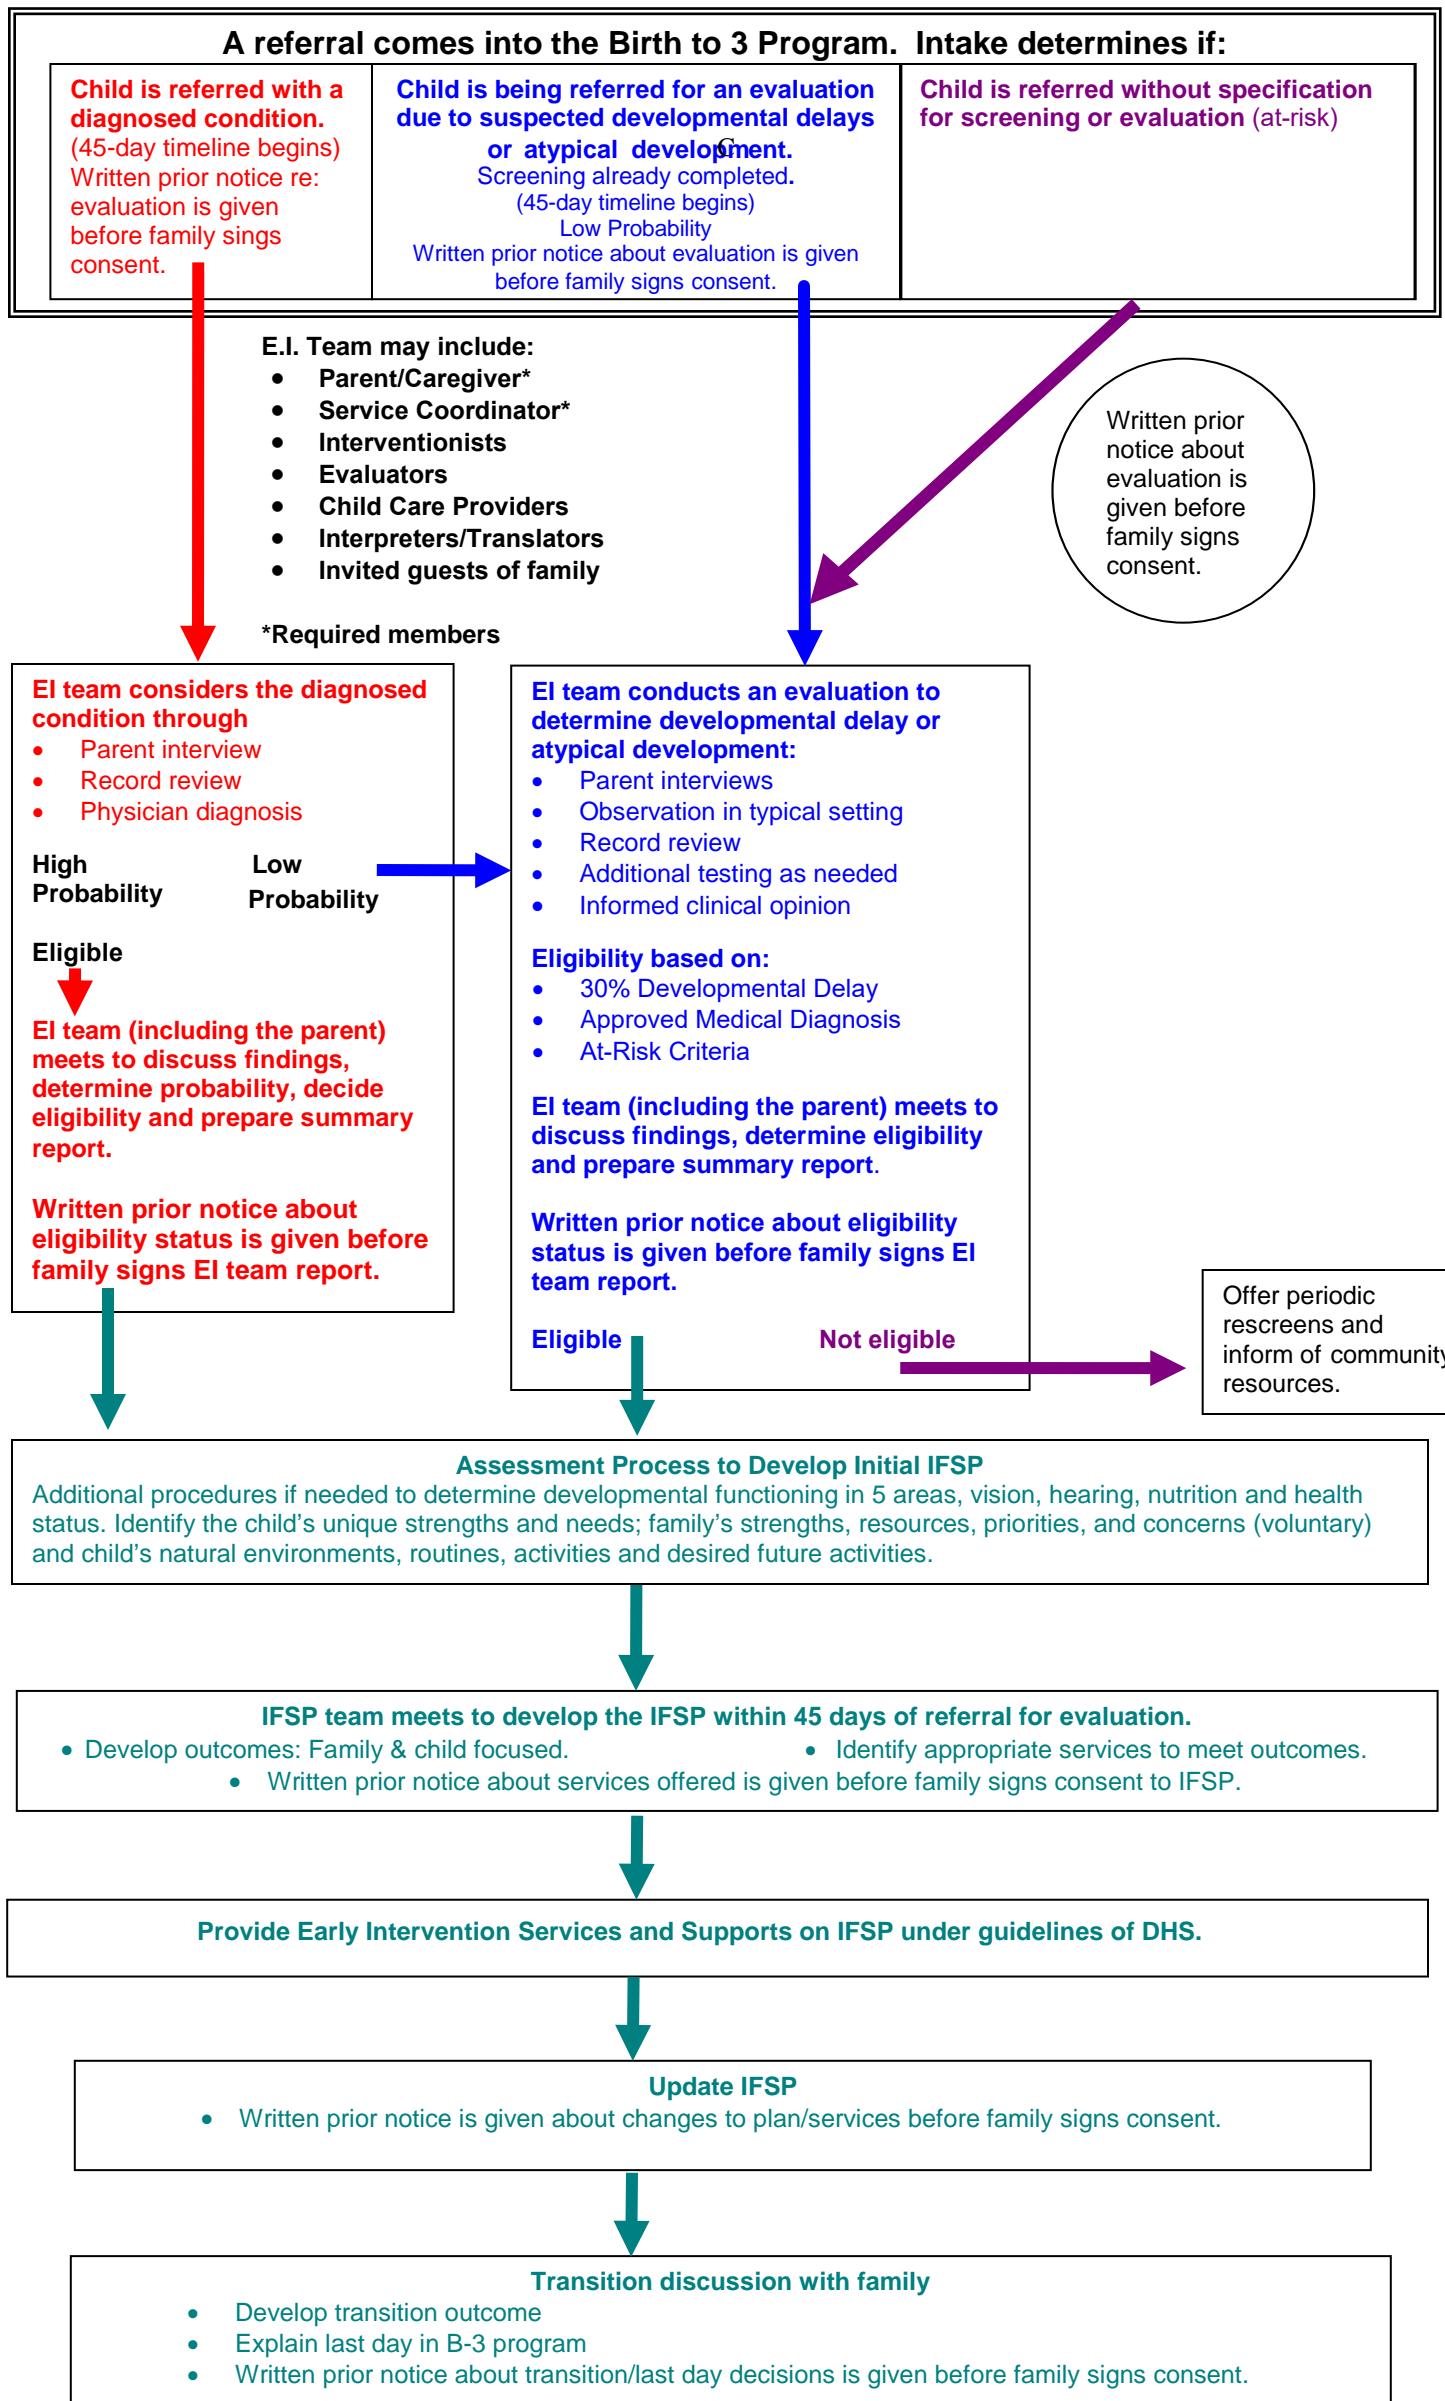 A referral comes into the Birth to 3 Program.  Intake determines if:
Child is referred with a
diagnosed condition.
(45-day timeline begins)
Written prior notice re:
evaluation is given
before family sings
consent.
Child is being referred for an evaluation
due to suspected developmental delays
or atypical development.
C
Screening already completed.
(45-day timeline begins)
Low Probability
Written prior notice about evaluation is given
before family signs consent.
Child is referred without specification
for screening or evaluation (at-risk)
E.I. Team may include:
• Parent/Caregiver*
• Service Coordinator*
• Interventionists
• Evaluators
• Child Care Providers
• Interpreters/Translators
• Invited guests of family
*Required members
Written prior
notice about
evaluation is
given before
family signs
consent.
EI team considers the diagnosed
condition through
• Parent interview
• Record review
• Physician diagnosis
High
Probability
Low
Probability
Eligible
EI team (including the parent)
meets to discuss findings,
determine probability, decide
eligibility and prepare summary
report.
Written prior notice about
eligibility status is given before
family signs EI team report.
EI team conducts an evaluation to
determine developmental delay or
atypical development:
• Parent interviews
• Observation in typical setting
• Record review
• Additional testing as needed
• Informed clinical opinion
Eligibility based on:
• 30% Developmental Delay
• Approved Medical Diagnosis
• At-Risk Criteria
EI team (including the parent) meets to
discuss findings, determine eligibility
and prepare summary report.
Written prior notice about eligibility
status is given before family signs EI
team report.
Eligible
Not eligible
Offer periodic
rescreens and
inform of community
resources.
Assessment Process to Develop Initial IFSP
Additional procedures if needed to determine developmental functioning in 5 areas, vision, hearing, nutrition and health
status. Identify the child’s unique strengths and needs; family’s strengths, resources, priorities, and concerns (voluntary)
and child’s natural environments, routines, activities and desired future activities.
IFSP team meets to develop the IFSP within 45 days of referral for evaluation.
• Develop outcomes: Family & child focused.
• Identify appropriate services to meet outcomes.
• Written prior notice about services offered is given before family signs consent to IFSP.
Provide Early Intervention Services and Supports on IFSP under guidelines of DHS.
Update IFSP
• Written prior notice is given about changes to plan/services before family signs consent.
Transition discussion with family
• Develop transition outcome
• Explain last day in B-3 program
• Written prior notice about transition/last day decisions is given before family signs consent.